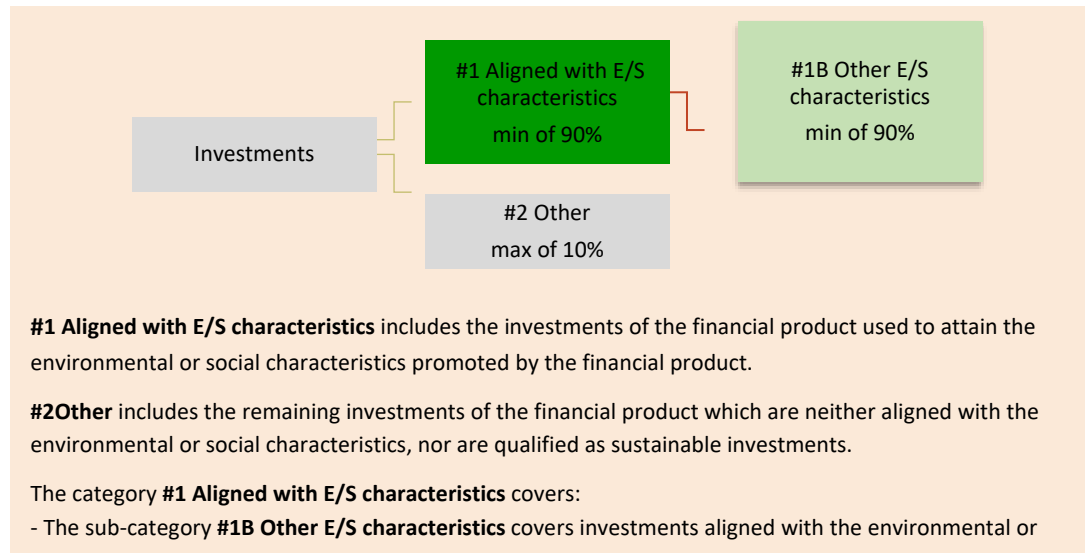 #1 Aligned with E/S
characteristics
min of 90%
#1B Other E/S
characteristics
min of 90%
Investments
#2 Other
max of 10%
#1 Aligned with E/S characteristics includes the investments of the financial product used to attain the
environmental or social characteristics promoted by the financial product.
#2Other includes the remaining investments of the financial product which are neither aligned with the
environmental or social characteristics, nor are qualified as sustainable investments.
The category #1 Aligned with E/S characteristics covers:
- The sub-category #1B Other E/S characteristics covers investments aligned with the environmental or